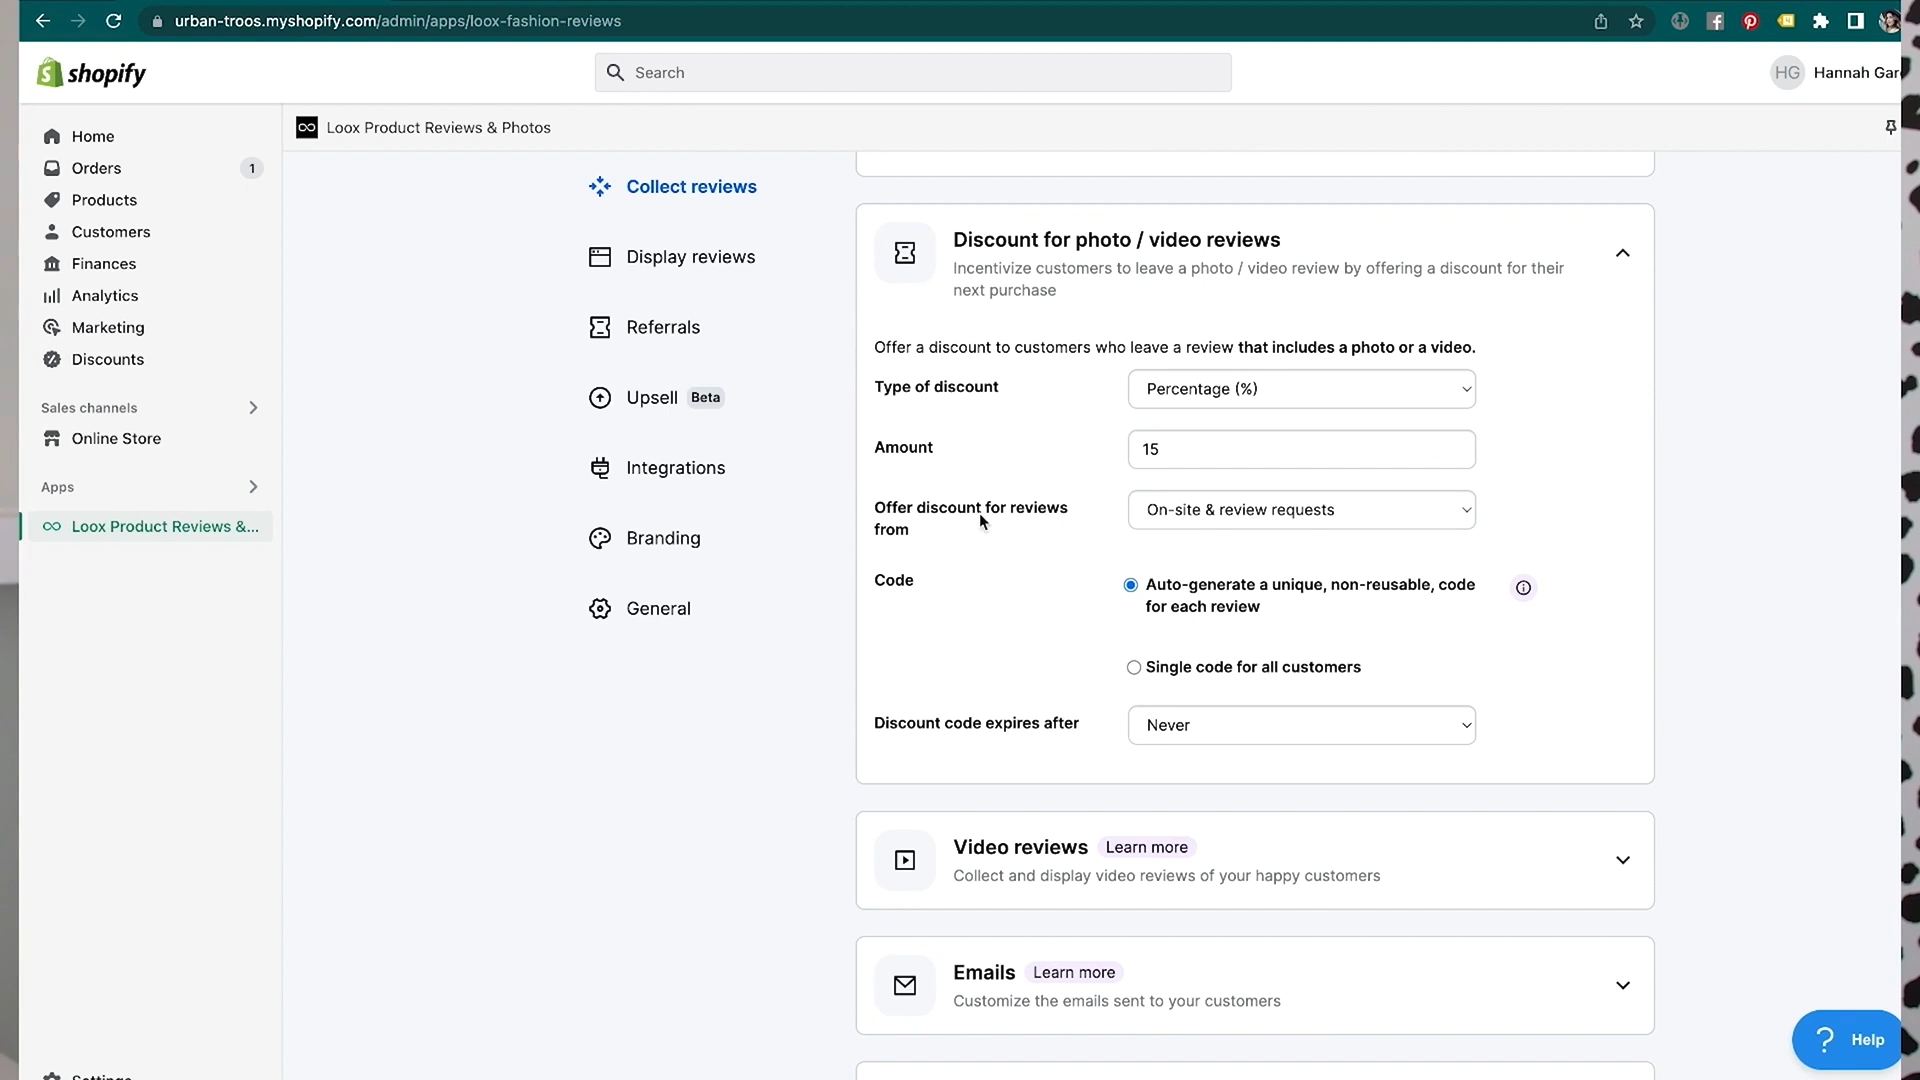 urban-troos.myshopify.com/admin/apps/loox-fashion-reviews
shopify
Search
HG
Hannah Gar
Home
Orders
1
Products
Customers
Finances
Analytics
Marketing
Discounts
Sales channels
Online Store
Apps
Loox Product Reviews &...
Loox Product Reviews & Photos
Collect reviews
Display reviews
Referrals
Upsell Beta
Integrations
Branding
General
Discount for photo / video reviews
Incentivize customers to leave a photo / video review by offering a discount for their
next purchase
Offer a discount to customers who leave a review that includes a photo or a video.
Type of discount
Percentage (%)
Amount
15
Offer discount for reviews
from
On-site & review requests
Code
Auto-generate a unique, non-reusable, code
for each review
Single code for all customers
Discount code expires after
Never
Video reviews Learn more
Collect and display video reviews of your happy customers
Emails Learn more
Customize the emails sent to your customers
? Help